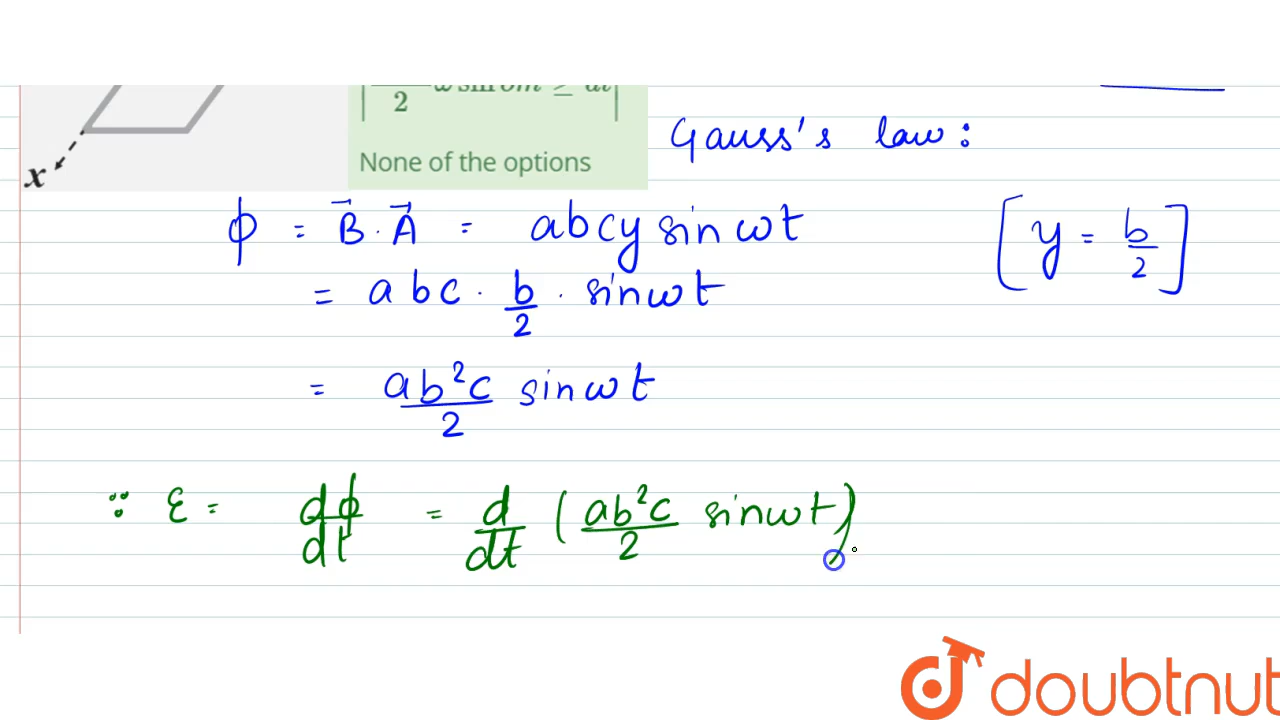 2
None of the options
x
Gauss's law:
ϕ = B⃗ . A⃗ = abcy sin ωt [y = b/2]
= abc . b/2 . sin ωt
= ab²c/2 sin ωt
∵ ε = dϕ/dt = d/dt (ab²c/2 sin ωt)
doubtnut